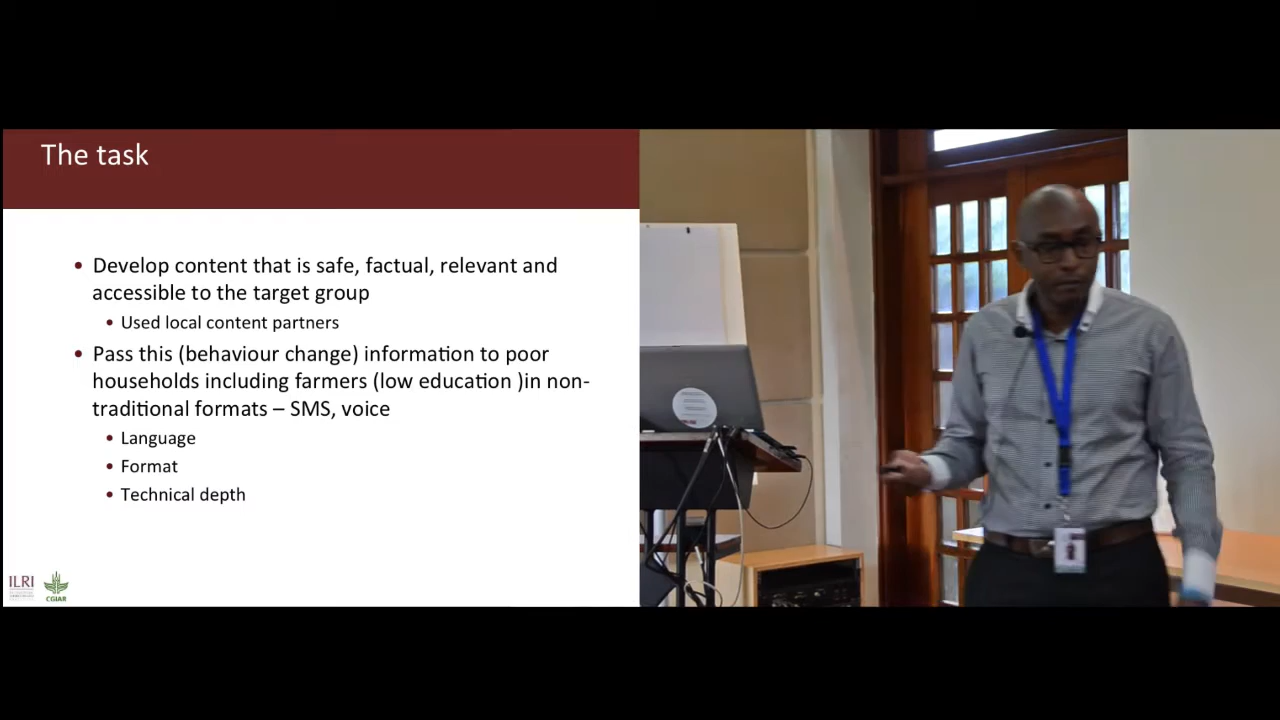 The task
• Develop content that is safe, factual, relevant and
accessible to the target group
• Used local content partners
• Pass this (behaviour change) information to poor
households including farmers (low education )in non-
traditional formats – SMS, voice
• Language
• Format
• Technical depth
ILRI
CGIAR